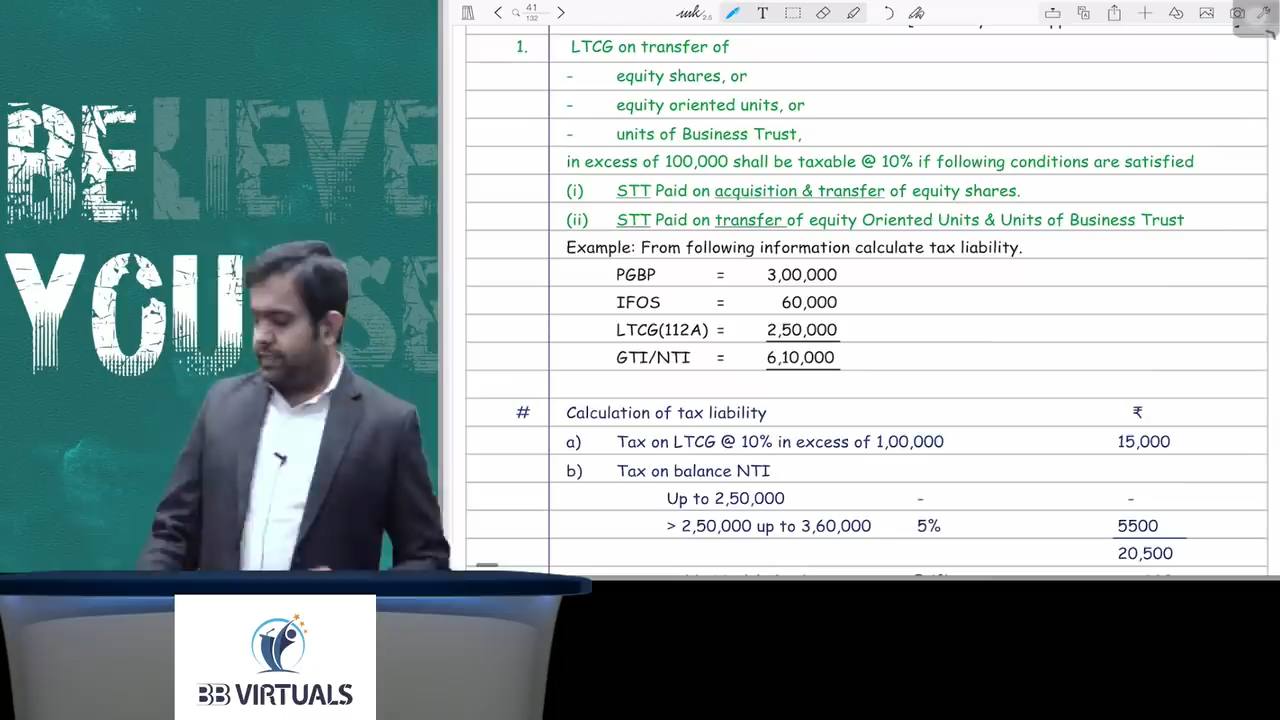 BELIEVE
YOU
SE
BB VIRTUALS
41
132
2.5
T
1. LTCG on transfer of
- equity shares, or
- equity oriented units, or
- units of Business Trust,
in excess of 100,000 shall be taxable @ 10% if following conditions are satisfied
(i) STT Paid on acquisition & transfer of equity shares.
(ii) STT Paid on transfer of equity Oriented Units & Units of Business Trust
Example: From following information calculate tax liability.
PGBP = 3,00,000
IFOS = 60,000
LTCG(112A) = 2,50,000
GTI/NTI = 6,10,000
# Calculation of tax liability ₹
a) Tax on LTCG @ 10% in excess of 1,00,000 15,000
b) Tax on balance NTI
Up to 2,50,000 - -
> 2,50,000 up to 3,60,000 5% 5500
20,500